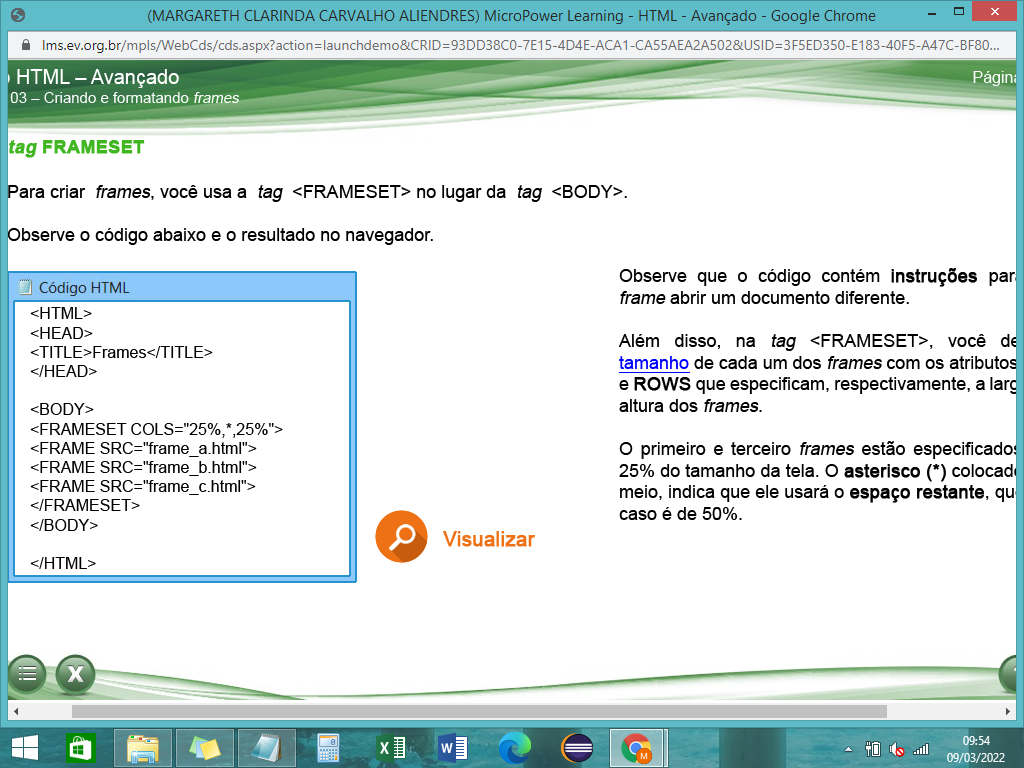 (MARGARETH CLARINDA CARVALHO ALIENDRES) MicroPower Learning - HTML - Avançado - Google Chrome
lms.ev.org.br/mpls/WebCds/cds.aspx?action=launchdemo&CRID=93DD38C0-7E15-4D4E-ACA1-CA55AEA2A502&USID=3F5ED350-E183-40F5-A47C-BF80...
HTML – Avançado
Página
03 – Criando e formatando frames
tag FRAMESET
Para criar frames, você usa a tag <FRAMESET> no lugar da tag <BODY>.
Observe o código abaixo e o resultado no navegador.
Código HTML
<HTML>
<HEAD>
<TITLE>Frames</TITLE>
</HEAD>
<BODY>
<FRAMESET COLS="25%,*,25%">
<FRAME SRC="frame_a.html">
<FRAME SRC="frame_b.html">
<FRAME SRC="frame_c.html">
</FRAMESET>
</BODY>
</HTML>
Visualizar
Observe que o código contém instruções para
frame abrir um documento diferente.
Além disso, na tag <FRAMESET>, você de
tamanho de cada um dos frames com os atributos
e ROWS que especificam, respectivamente, a larg
altura dos frames.
O primeiro e terceiro frames estão especificados
25% do tamanho da tela. O asterisco (*) colocado
meio, indica que ele usará o espaço restante, que
caso é de 50%.
09:54
09/03/2022